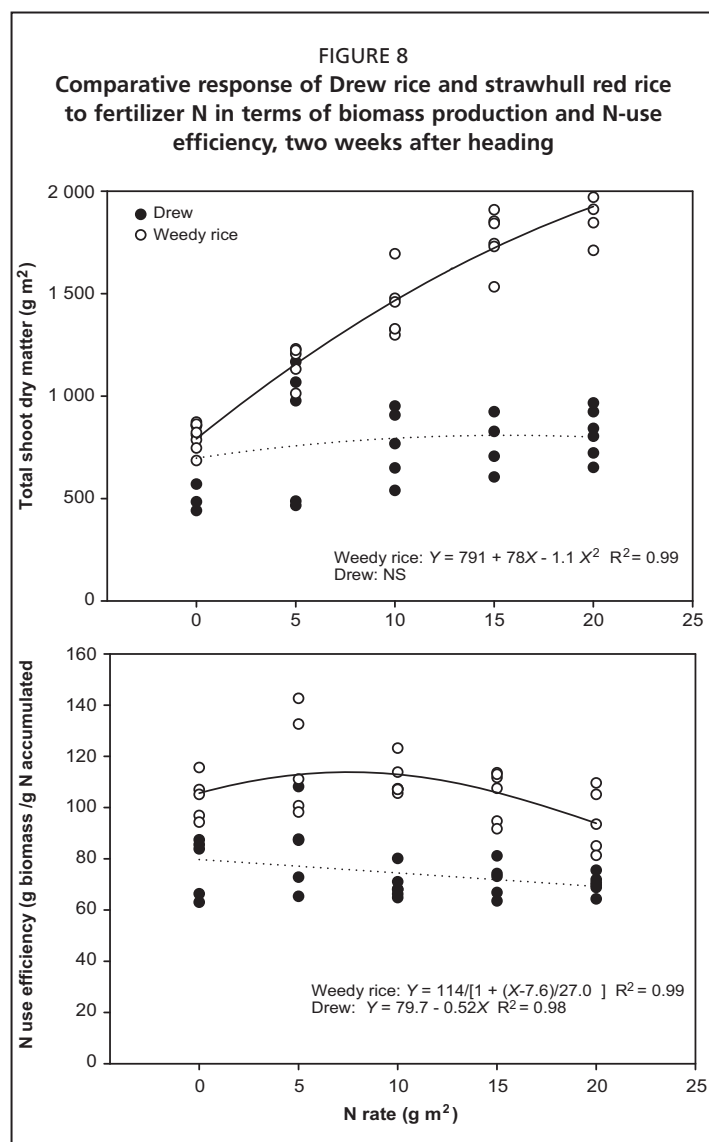 FIGURE 8
Comparative response of Drew rice and strawhull red rice
to fertilizer N in terms of biomass production and N-use
efficiency, two weeks after heading
2 000
Drew
Weedy rice
1 500
1 000
500
0
Total shoot dry matter (g m²)
Weedy rice: Y = 791 + 78X - 1.1 X² R² = 0.99
Drew: NS
0 5 10 15 20 25
160
140
120
100
80
60
40
20
0
N use efficiency (g biomass /g N accumulated
Weedy rice: Y = 114/[1 + (X-7.6)/27.0 ] R² = 0.99
Drew: Y = 79.7 - 0.52X R² = 0.98
0 5 10 15 20 25
N rate (g m²)